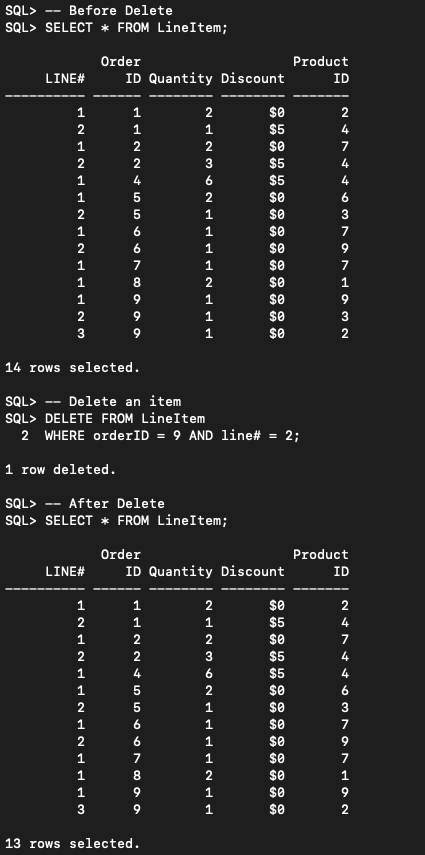 SQL> -- Before Delete
SQL> SELECT * FROM LineItem;
Order Product
LINE# ID Quantity Discount ID
---------- ------ -------- -------- -------
1 1 2 $0 2
2 1 1 $5 4
1 2 2 $0 7
2 2 3 $5 4
1 4 6 $5 4
1 5 2 $0 6
2 5 1 $0 3
1 6 1 $0 7
2 6 1 $0 9
1 7 1 $0 7
1 8 2 $0 1
1 9 1 $0 9
2 9 1 $0 3
3 9 1 $0 2
14 rows selected.
SQL> -- Delete an item
SQL> DELETE FROM LineItem
2 WHERE orderID = 9 AND line# = 2;
1 row deleted.
SQL> -- After Delete
SQL> SELECT * FROM LineItem;
Order Product
LINE# ID Quantity Discount ID
---------- ------ -------- -------- -------
1 1 2 $0 2
2 1 1 $5 4
1 2 2 $0 7
2 2 3 $5 4
1 4 6 $5 4
1 5 2 $0 6
2 5 1 $0 3
1 6 1 $0 7
2 6 1 $0 9
1 7 1 $0 7
1 8 2 $0 1
1 9 1 $0 9
3 9 1 $0 2
13 rows selected.